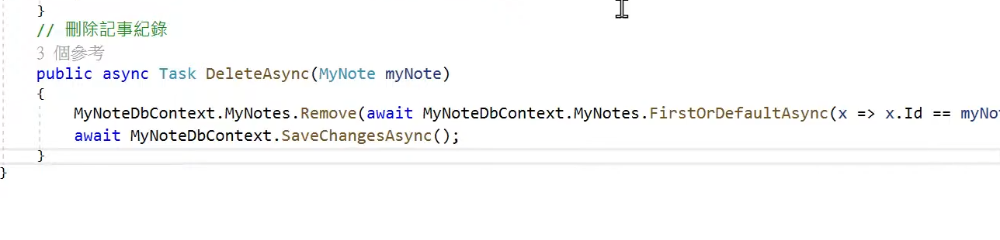 }
// 刪除記事紀錄
3 個參考
public async Task DeleteAsync(MyNote myNote)
{
MyNoteDbContext.MyNotes.Remove(await MyNoteDbContext.MyNotes.FirstOrDefaultAsync(x => x.Id == myNo
await MyNoteDbContext.SaveChangesAsync();
}
}